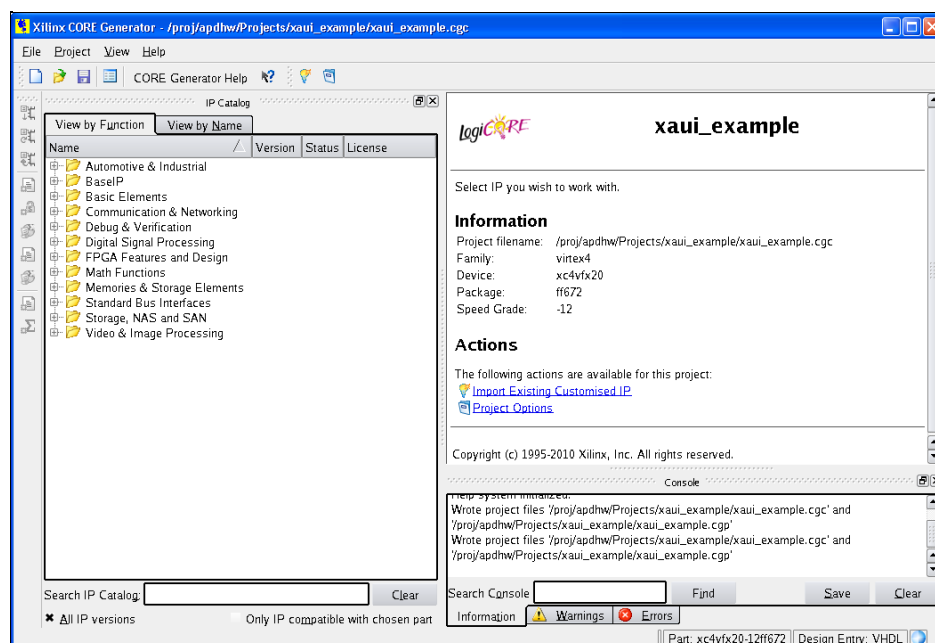 Xilinx CORE Generator - /proj/apdhw/Projects/xaui_example/xaui_example.cgc
File Project View Help
CORE Generator Help
IP Catalog
View by Function View by Name
Name Version Status License
Automotive & Industrial
BaseIP
Basic Elements
Communication & Networking
Debug & Verification
Digital Signal Processing
FPGA Features and Design
Math Functions
Memories & Storage Elements
Standard Bus Interfaces
Storage, NAS and SAN
Video & Image Processing
Search IP Catalog: Clear
All IP versions Only IP compatible with chosen part
LogiCORE
xaui_example
Select IP you wish to work with.
Information
Project filename: /proj/apdhw/Projects/xaui_example/xaui_example.cgc
Family: virtex4
Device: xc4vfx20
Package: ff672
Speed Grade: -12
Actions
The following actions are available for this project:
Import Existing Customised IP
Project Options
Copyright (c) 1995-2010 Xilinx, Inc. All rights reserved.
Console
Help system initialized.
Wrote project files '/proj/apdhw/Projects/xaui_example/xaui_example.cgc' and
'/proj/apdhw/Projects/xaui_example/xaui_example.cgp'
Wrote project files '/proj/apdhw/Projects/xaui_example/xaui_example.cgc' and
'/proj/apdhw/Projects/xaui_example/xaui_example.cgp'
Search Console Find Save Clear
Information Warnings Errors
Part: xc4vfx20-12ff672 Design Entry: VHDL